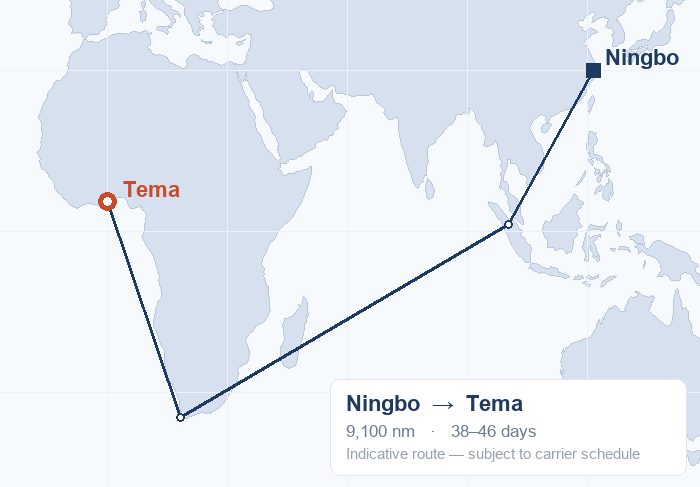 Ningbo
Tema
Ningbo → Tema
9,100 nm · 38–46 days
Indicative route — subject to carrier schedule